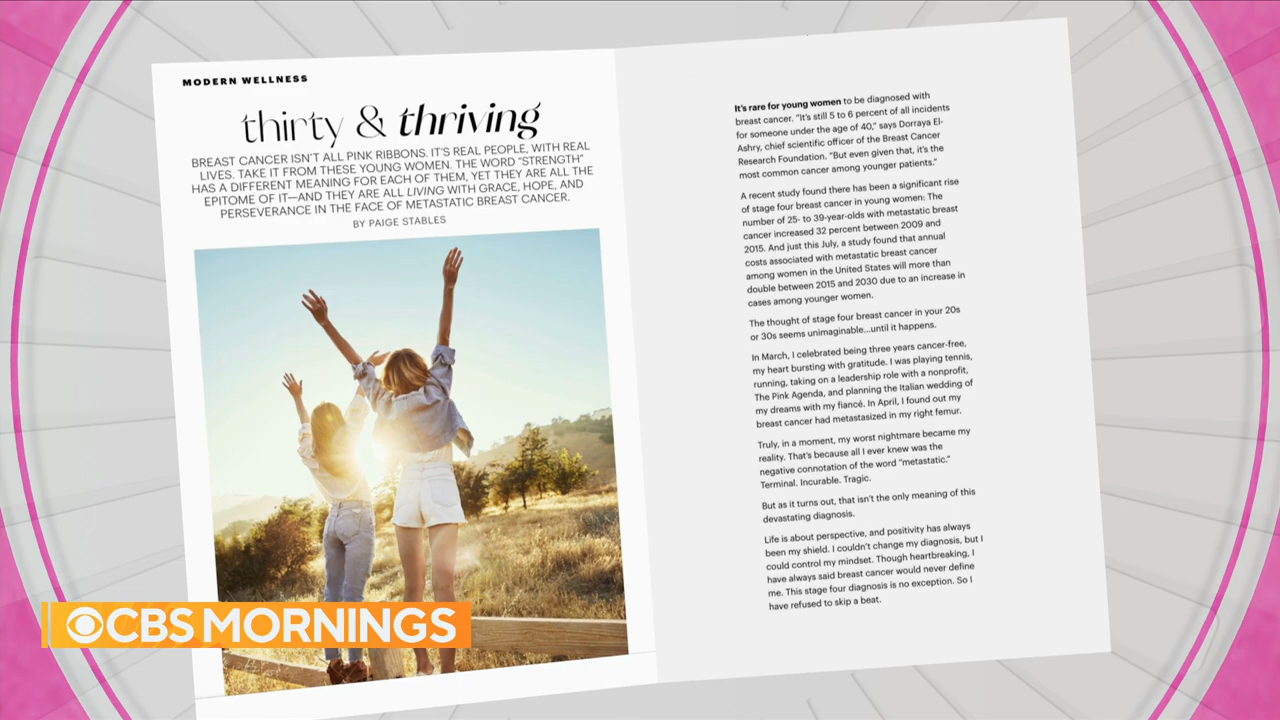 MODERN WELLNESS
thirty & thriving
BREAST CANCER ISN'T ALL PINK RIBBONS. IT'S REAL PEOPLE, WITH REAL
LIVES. TAKE IT FROM THESE YOUNG WOMEN. THE WORD "STRENGTH"
HAS A DIFFERENT MEANING FOR EACH OF THEM, YET THEY ARE ALL THE
EPITOME OF IT—AND THEY ARE ALL LIVING WITH GRACE, HOPE, AND
PERSEVERANCE IN THE FACE OF METASTATIC BREAST CANCER.
BY PAIGE STABLES
CBS MORNINGS
It's rare for young women to be diagnosed with
breast cancer. "It's still 5 to 6 percent of all incidents
for someone under the age of 40," says Dorraya El-
Ashry, chief scientific officer of the Breast Cancer
Research Foundation. "But even given that, it's the
most common cancer among younger patients."
A recent study found there has been a significant rise
of stage four breast cancer in young women: The
number of 25- to 39-year-olds with metastatic breast
cancer increased 32 percent between 2009 and
2015. And just this July, a study found that annual
costs associated with metastatic breast cancer
among women in the United States will more than
double between 2015 and 2030 due to an increase in
cases among younger women.
The thought of stage four breast cancer in your 20s
or 30s seems unimaginable...until it happens.
In March, I celebrated being three years cancer-free,
my heart bursting with gratitude. I was playing tennis,
running, taking on a leadership role with a nonprofit,
The Pink Agenda, and planning the Italian wedding of
my dreams with my fiancé. In April, I found out my
breast cancer had metastasized in my right femur.
Truly, in a moment, my worst nightmare became my
reality. That's because all I ever knew was the
negative connotation of the word "metastatic."
Terminal. Incurable. Tragic.
But as it turns out, that isn't the only meaning of this
devastating diagnosis.
Life is about perspective, and positivity has always
been my shield. I couldn't change my diagnosis, but I
could control my mindset. Though heartbreaking, I
have always said breast cancer would never define
me. This stage four diagnosis is no exception. So I
have refused to skip a beat.